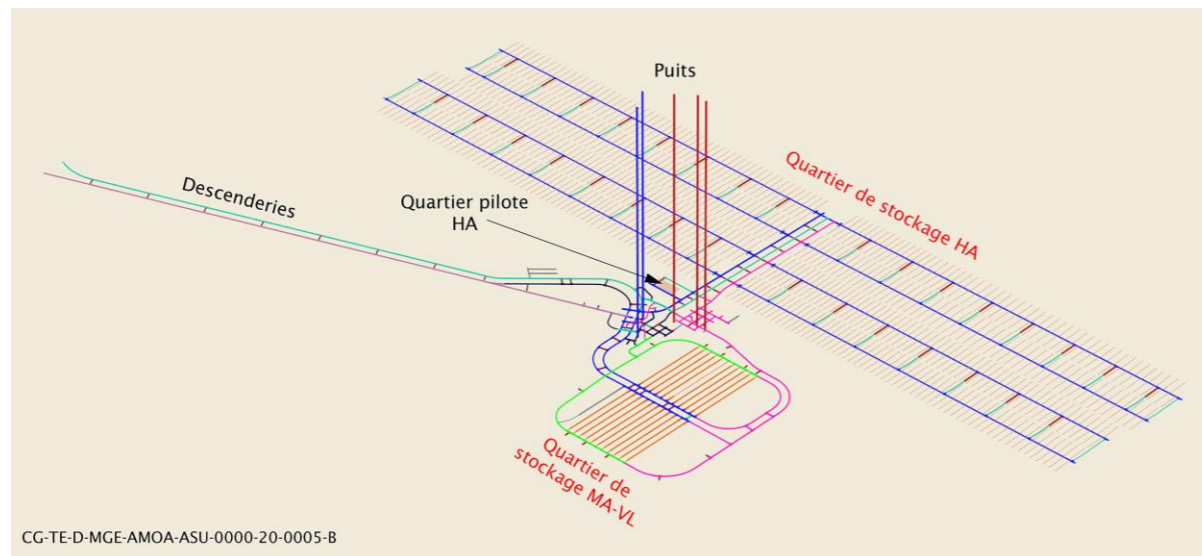 Puits
Quartier de stockage HA
Descenderies
Quartier pilote
HA
Quartier de
stockage MA-VL
CG-TE-D-MGE-AMOA-ASU-0000-20-0005-B